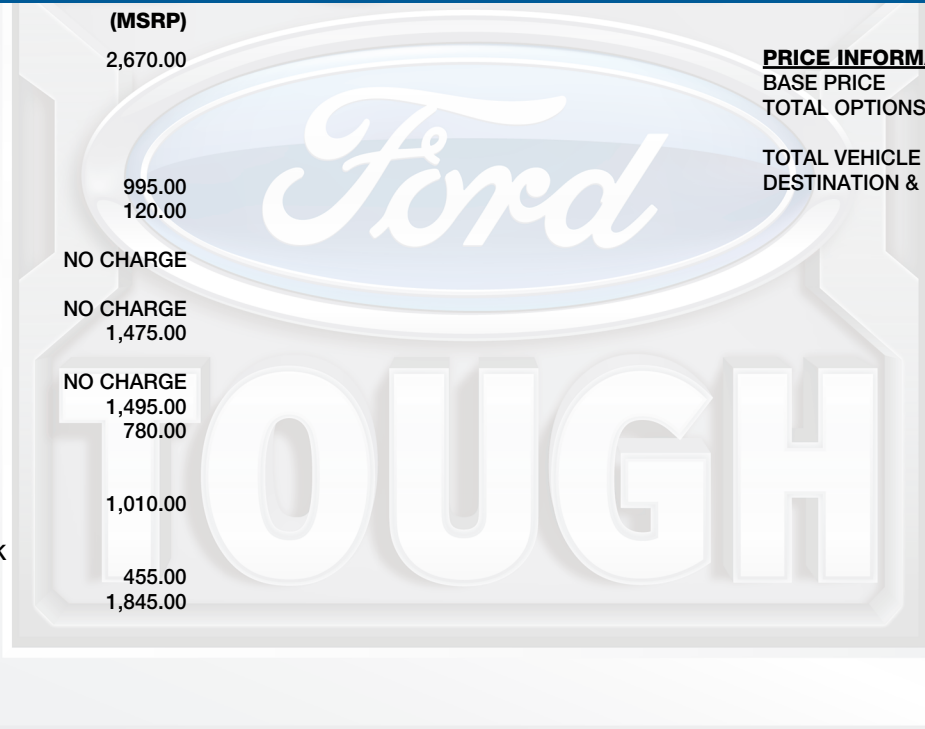 (MSRP)
2,670.00
995.00
120.00
NO CHARGE
NO CHARGE
1,475.00
NO CHARGE
1,495.00
780.00
1,010.00
K
455.00
1,845.00
PRICE INFORMA
BASE PRICE
TOTAL OPTIONS
TOTAL VEHICLE
DESTINATION &
Ford
TOUGH